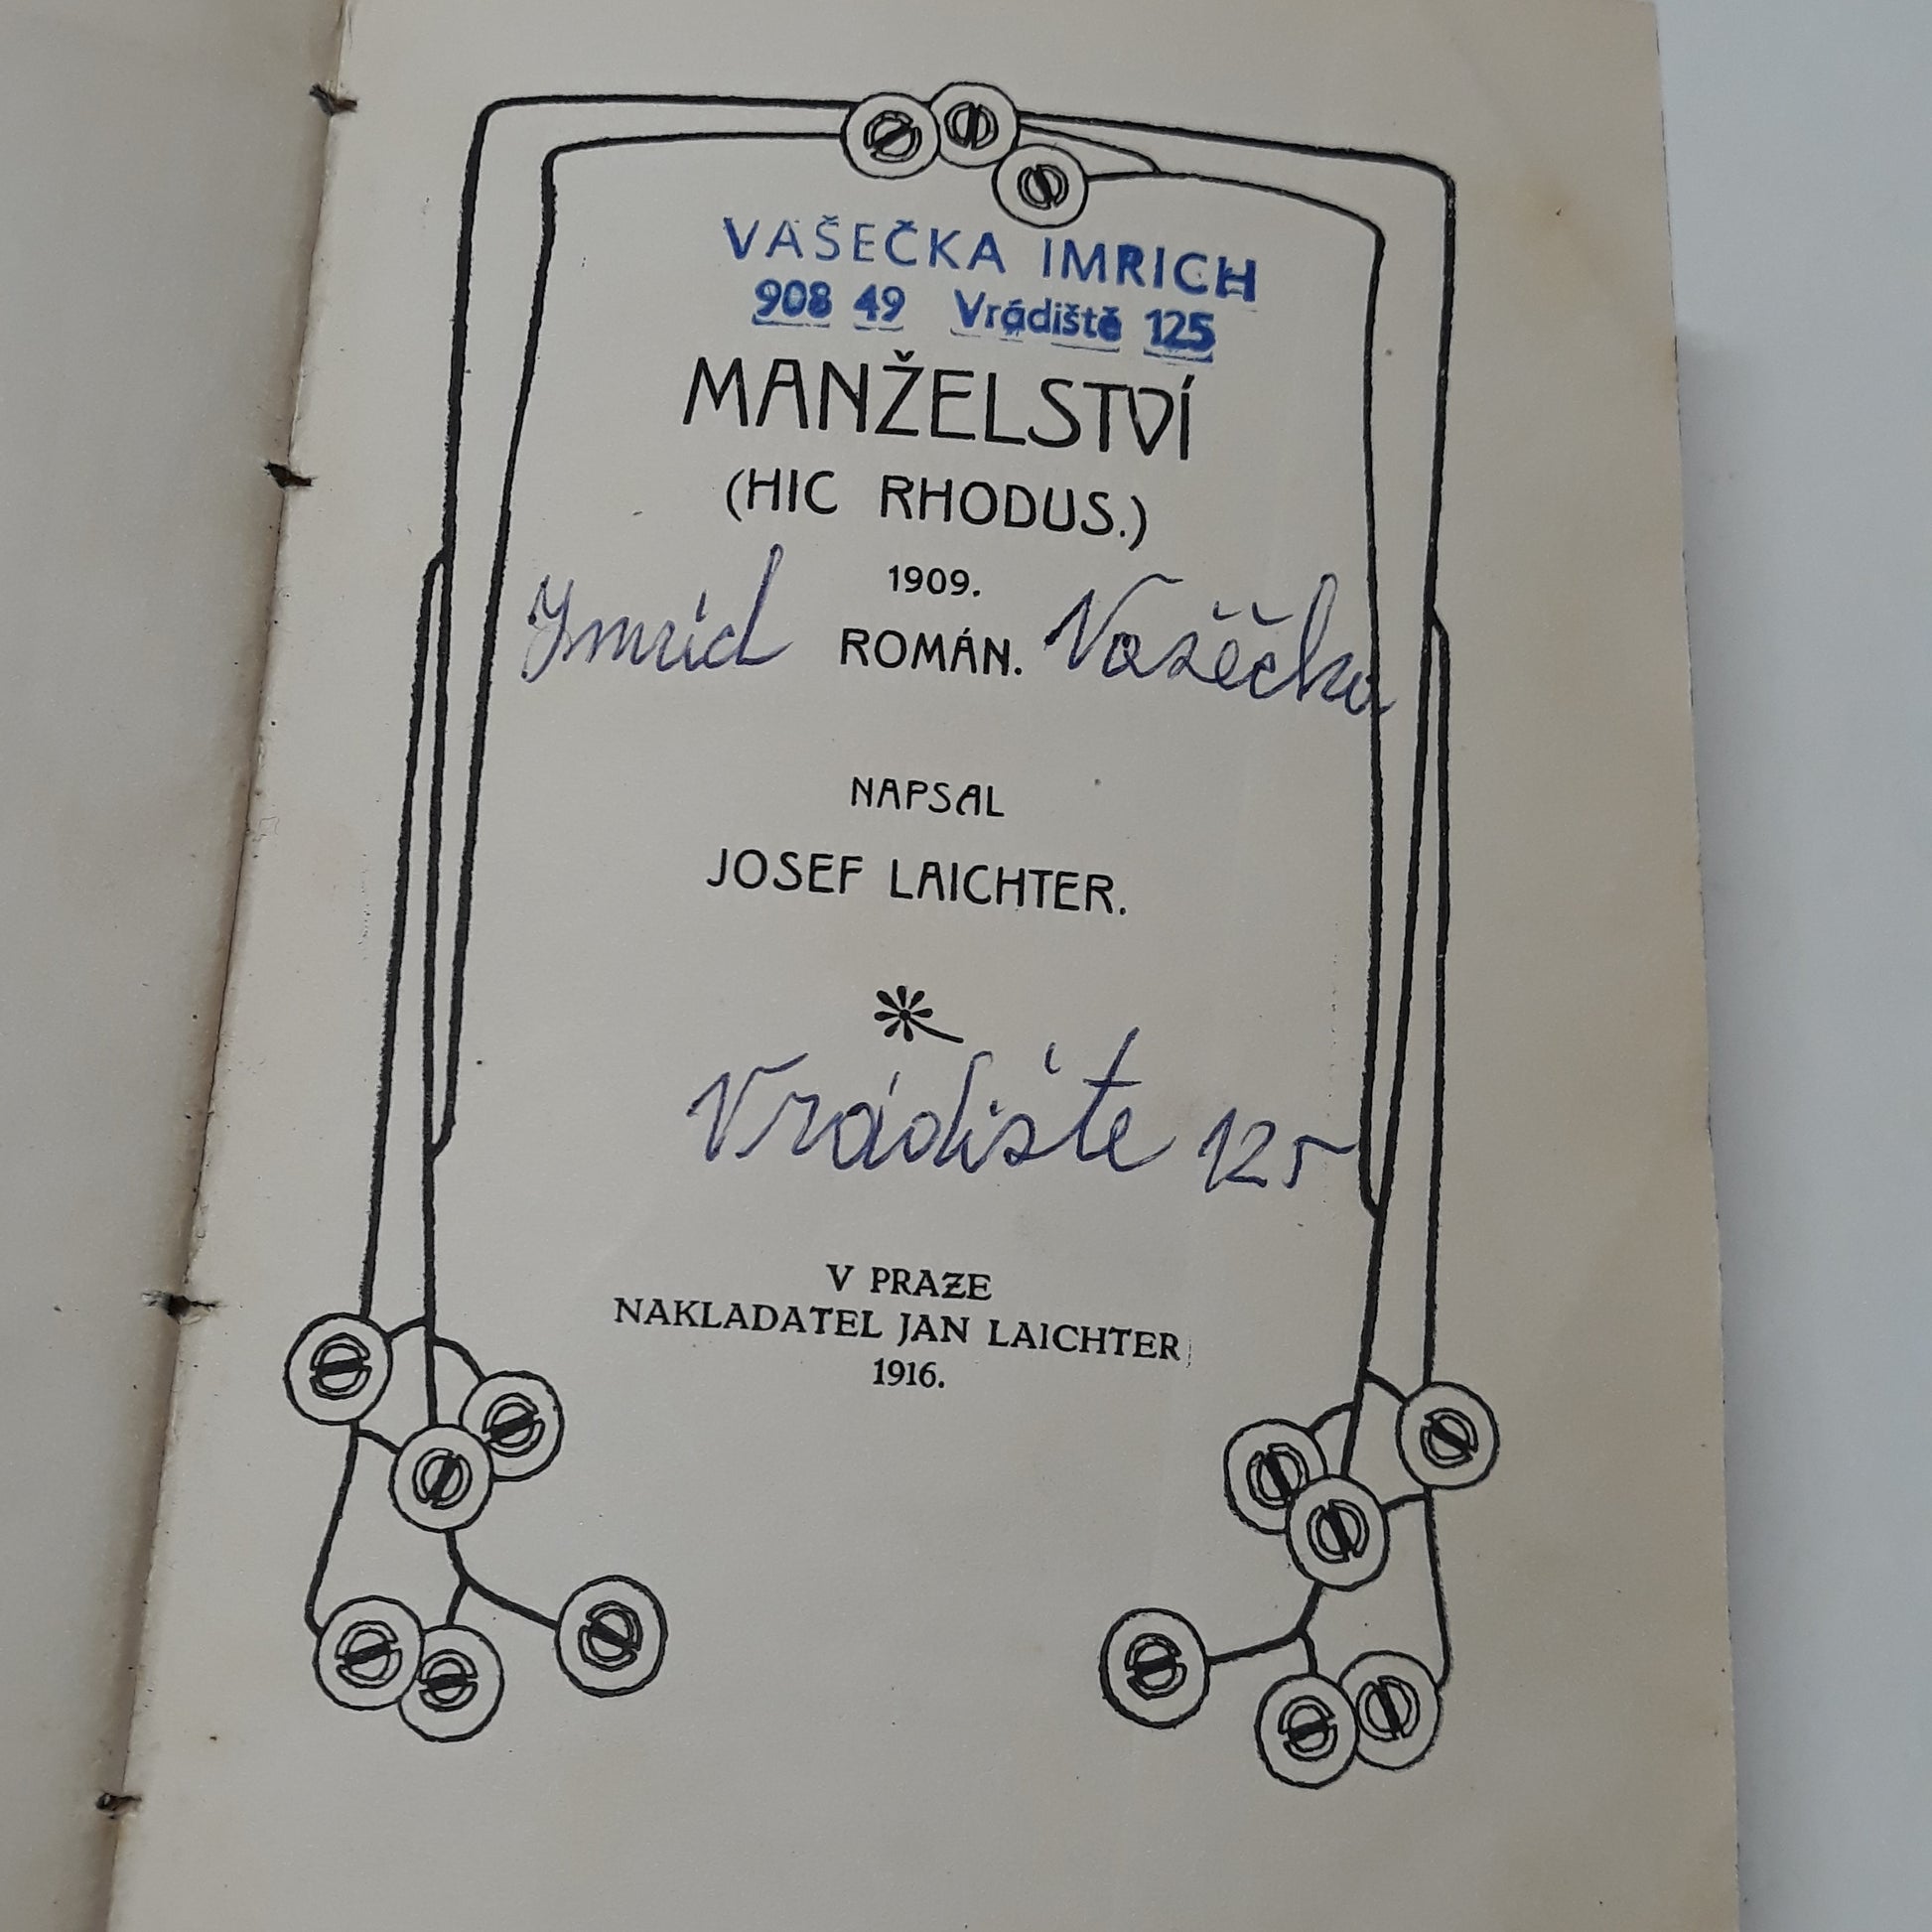 VAŠEČKA IMRICH
908 49 Vrádiště 125
MANŽELSTVÍ
(HIC RHODUS.)
1909.
Imrich ROMÁN. Vašěčka
NAPSAL
JOSEF LAICHTER.
Vrádište 125
V PRAZE
NAKLADATEL JAN LAICHTER
1916.